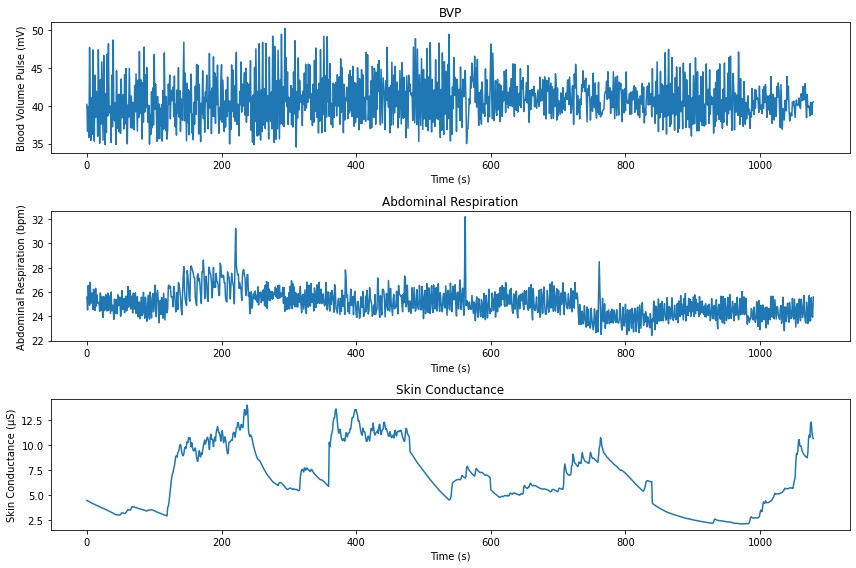 BVP
Blood Volume Pulse (mV)
50
45
40
35
0 200 400 600 800 1000
Time (s)
Abdominal Respiration
Abdominal Respiration (bpm)
32
30
28
26
24
22
0 200 400 600 800 1000
Time (s)
Skin Conductance
Skin Conductance (μS)
12.5
10.0
7.5
5.0
2.5
0 200 400 600 800 1000
Time (s)